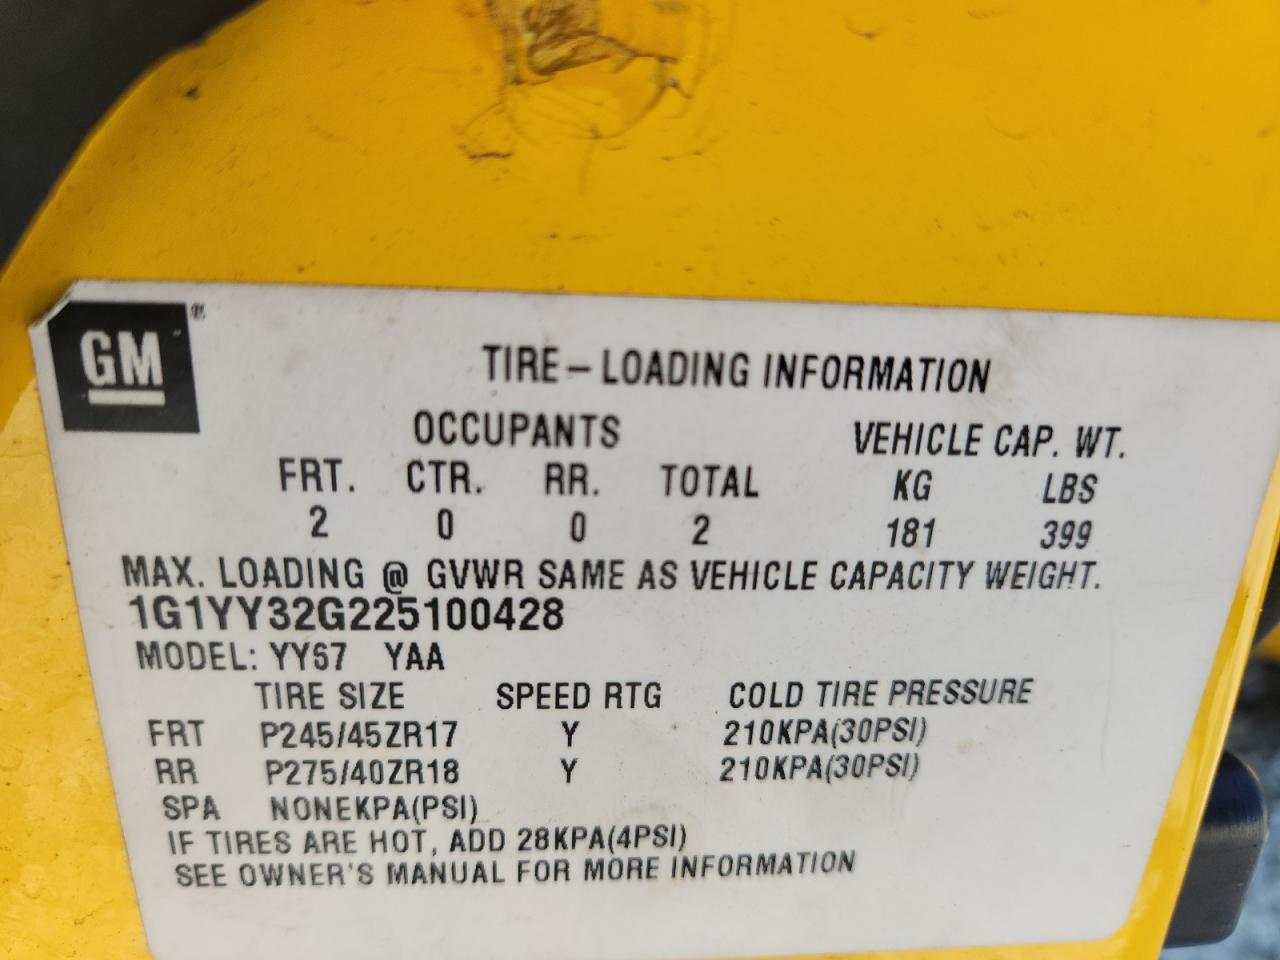 GM®
TIRE – LOADING INFORMATION
OCCUPANTS VEHICLE CAP. WT.
FRT. CTR. RR. TOTAL KG LBS
2 0 0 2 181 399
MAX. LOADING @ GVWR SAME AS VEHICLE CAPACITY WEIGHT.
1G1YY32G225100428
MODEL: YY67 YAA
TIRE SIZE SPEED RTG COLD TIRE PRESSURE
FRT P245/45ZR17 Y 210KPA(30PSI)
RR P275/40ZR18 Y 210KPA(30PSI)
SPA NONEKPA(PSI)
IF TIRES ARE HOT, ADD 28KPA(4PSI)
SEE OWNER'S MANUAL FOR MORE INFORMATION